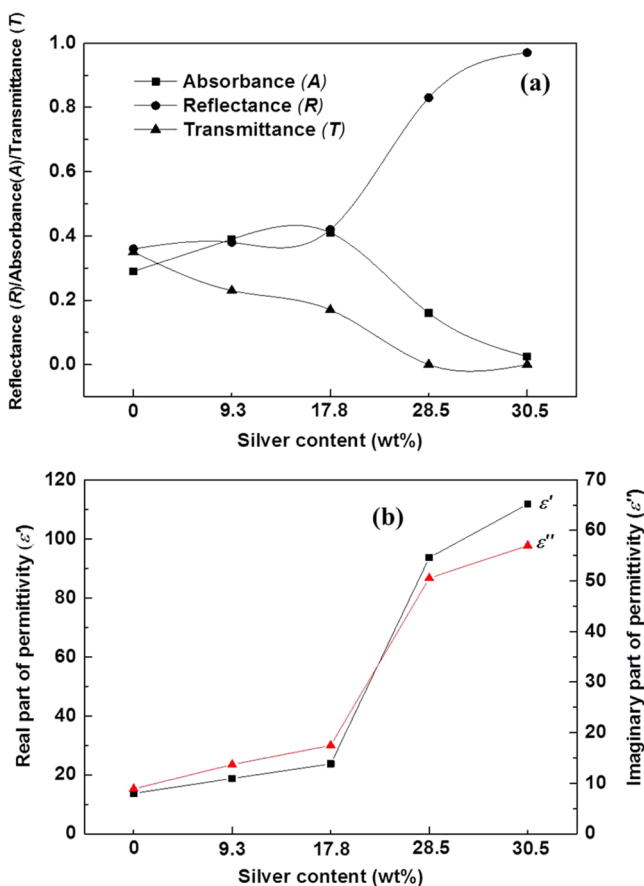 Reflectance (R)/Absorbance(A)/Transmittance (T)
1.0
0.8
0.6
0.4
0.2
0.0
Absorbance (A)
Reflectance (R)
Transmittance (T)
(a)
0 9.3 17.8 28.5 30.5
Silver content (wt%)
Real part of permittivity (ε')
120
100
80
60
40
20
0
(b)
ε'
ε''
70
60
50
40
30
20
10
0
Imaginary part of permittivity (ε'')
0 9.3 17.8 28.5 30.5
Silver content (wt%)